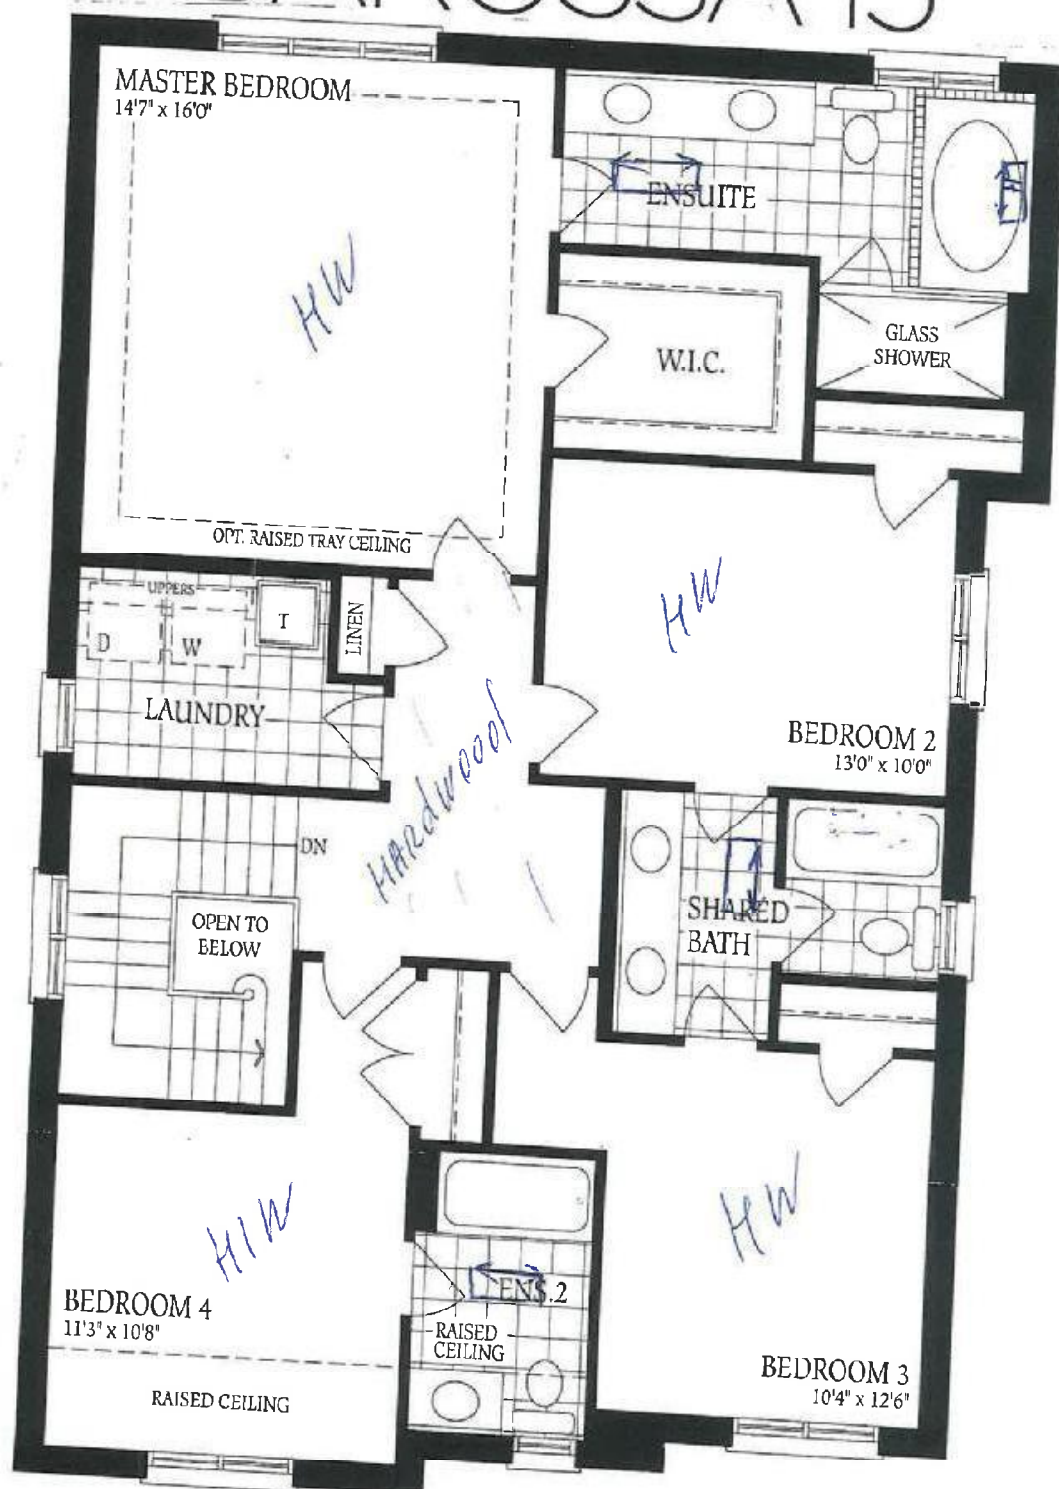 MASTER BEDROOM
14'7" x 16'0"
HW
OPT. RAISED TRAY CEILING
ENSUITE
W.I.C.
GLASS
SHOWER
UPPERS
D
W
T
LINEN
LAUNDRY
HW
BEDROOM 2
13'0" x 10'0"
HARdwoool
DN
OPEN TO
BELOW
SHARED
BATH
HW
BEDROOM 4
11'3" x 10'8"
RAISED CEILING
ENS.2
RAISED
CEILING
HW
BEDROOM 3
10'4" x 12'6"